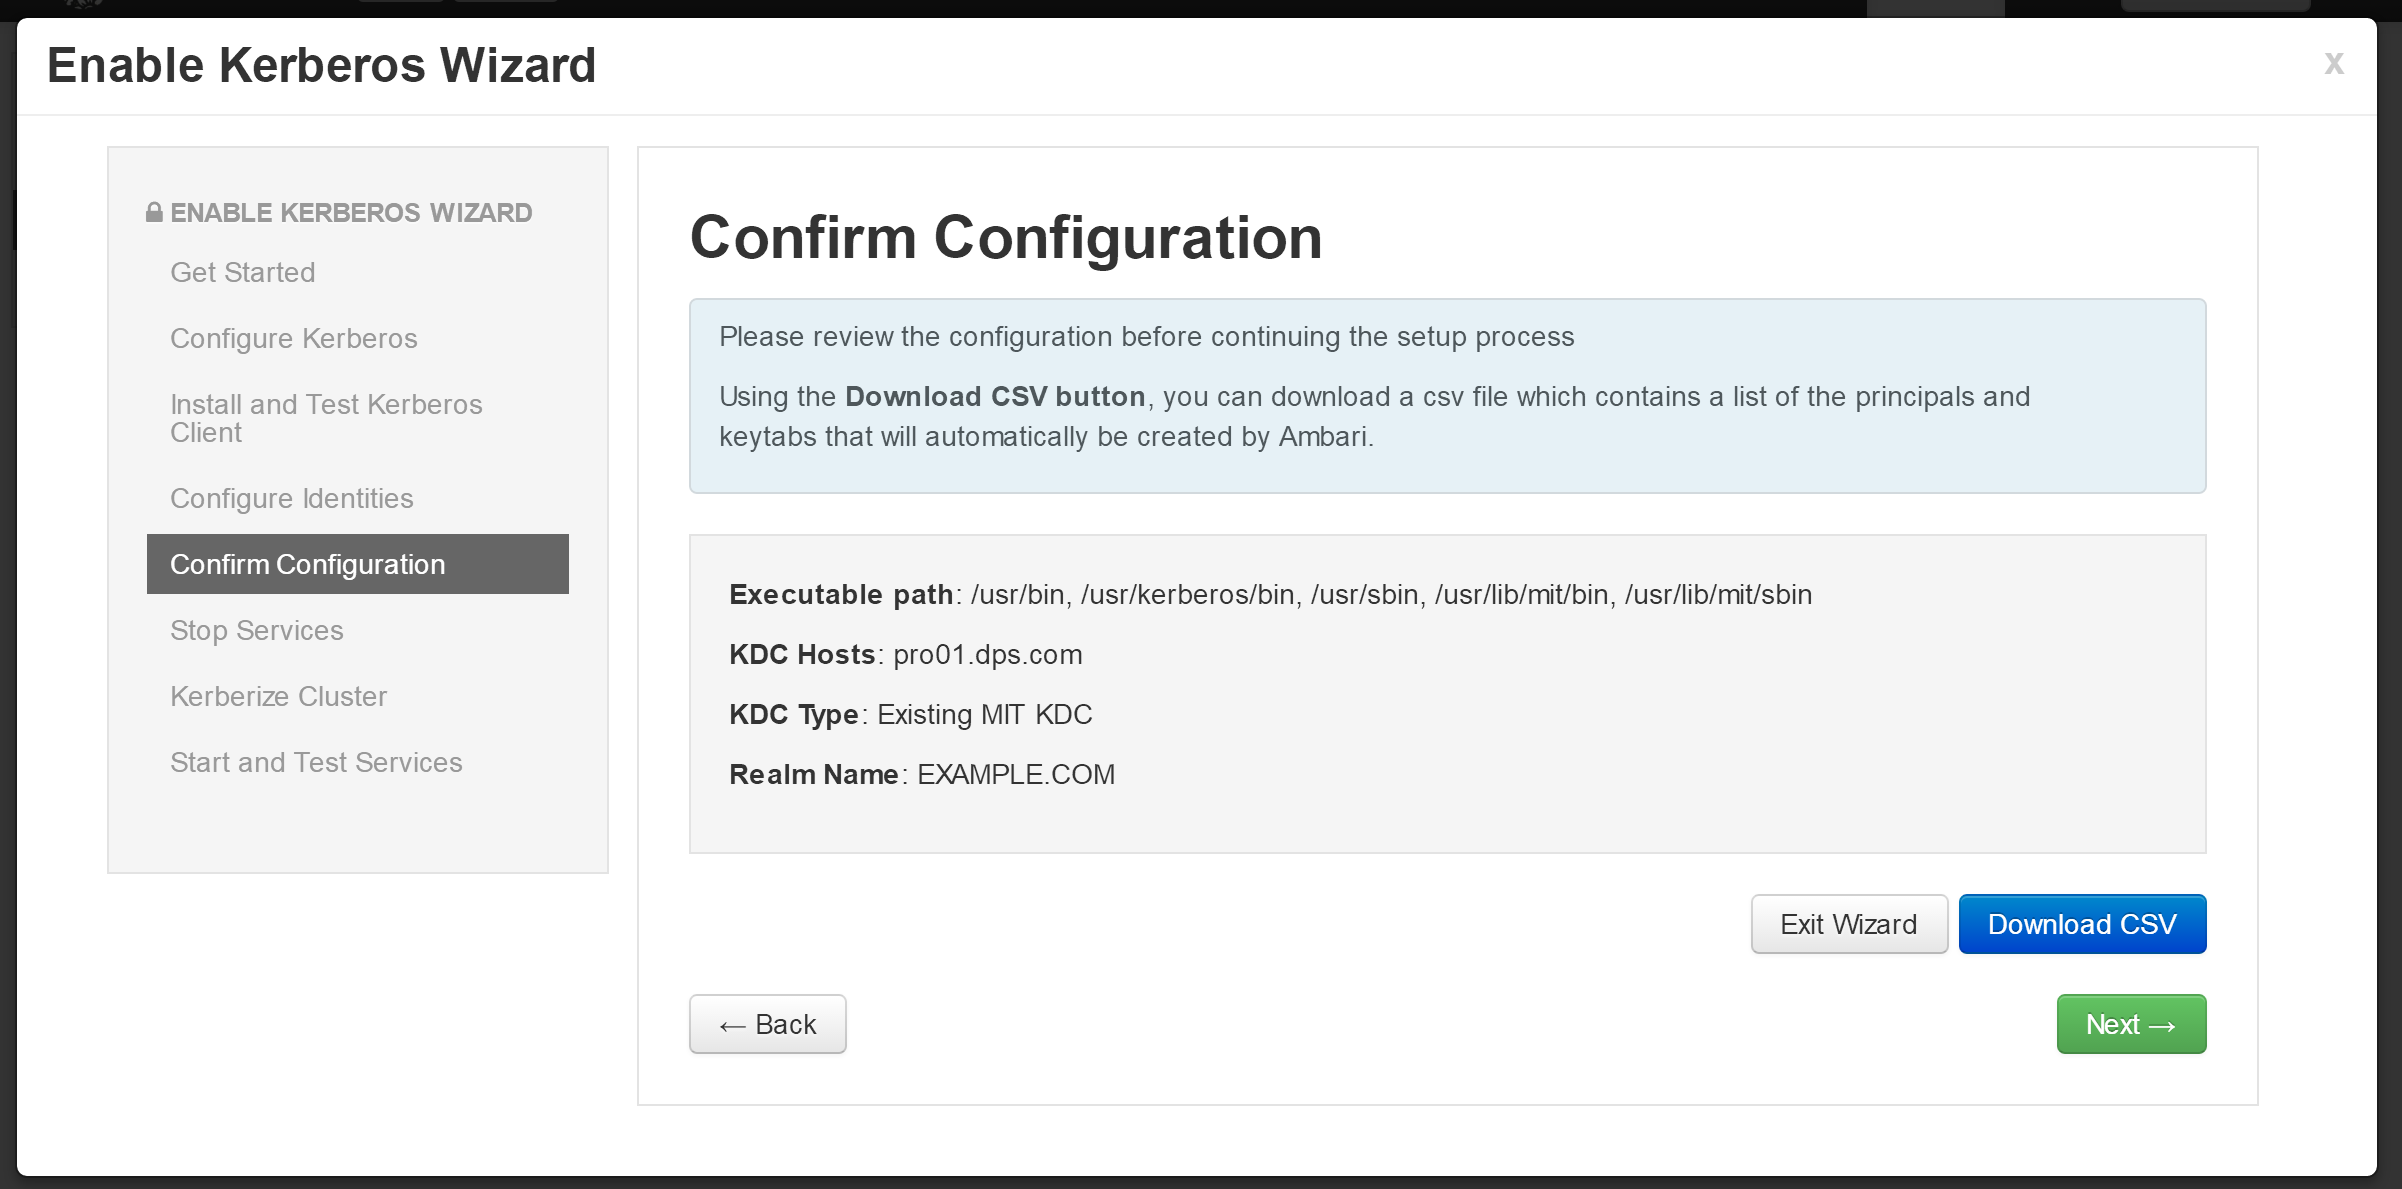 Enable Kerberos Wizard
x
ENABLE KERBEROS WIZARD
Get Started
Configure Kerberos
Install and Test Kerberos
Client
Configure Identities
Confirm Configuration
Stop Services
Kerberize Cluster
Start and Test Services
Confirm Configuration
Please review the configuration before continuing the setup process
Using the Download CSV button, you can download a csv file which contains a list of the principals and
keytabs that will automatically be created by Ambari.
Executable path: /usr/bin, /usr/kerberos/bin, /usr/sbin, /usr/lib/mit/bin, /usr/lib/mit/sbin
KDC Hosts: pro01.dps.com
KDC Type: Existing MIT KDC
Realm Name: EXAMPLE.COM
Exit Wizard
Download CSV
← Back
Next →